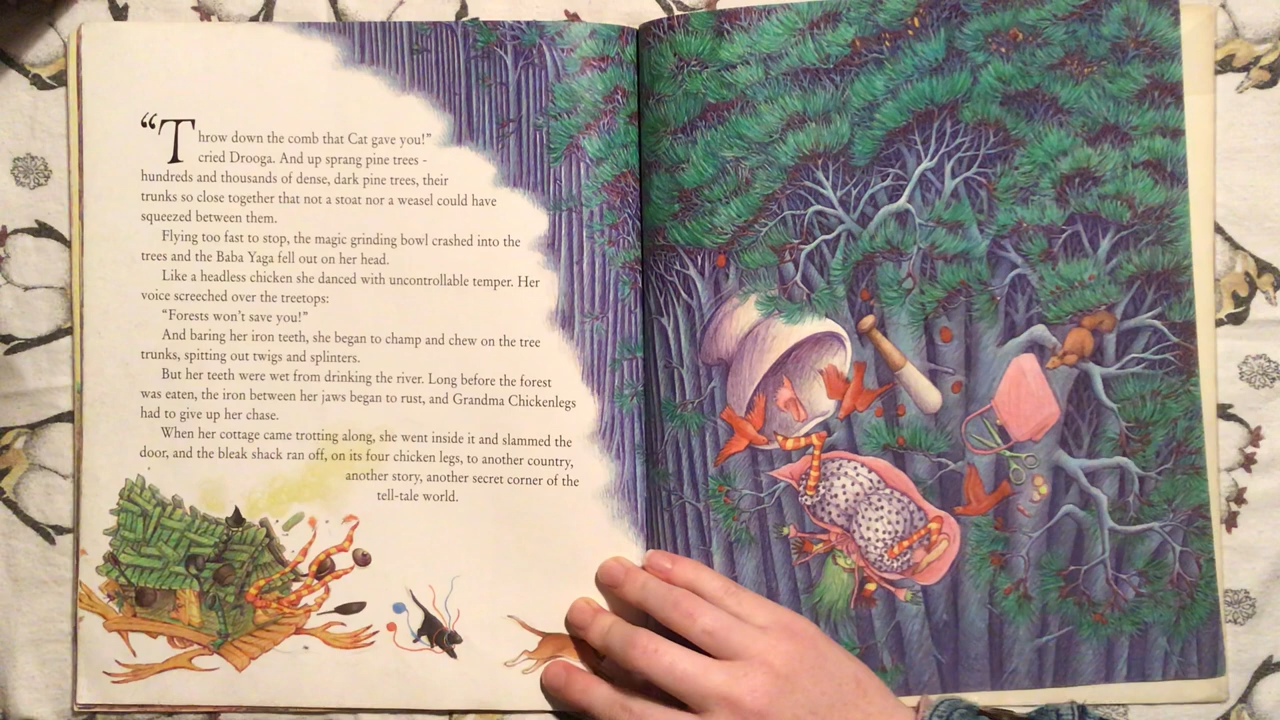 “Throw down the comb that Cat gave you!”
cried Drooga. And up sprang pine trees -
hundreds and thousands of dense, dark pine trees, their
trunks so close together that not a stoat nor a weasel could have
squeezed between them.
Flying too fast to stop, the magic grinding bowl crashed into the
trees and the Baba Yaga fell out on her head.
Like a headless chicken she danced with uncontrollable temper. Her
voice screeched over the treetops:
“Forests won’t save you!”
And baring her iron teeth, she began to champ and chew on the tree
trunks, spitting out twigs and splinters.
But her teeth were wet from drinking the river. Long before the forest
was eaten, the iron between her jaws began to rust, and Grandma Chickenlegs
had to give up her chase.
When her cottage came trotting along, she went inside it and slammed the
door, and the bleak shack ran off, on its four chicken legs, to another country,
another story, another secret corner of the
tell-tale world.